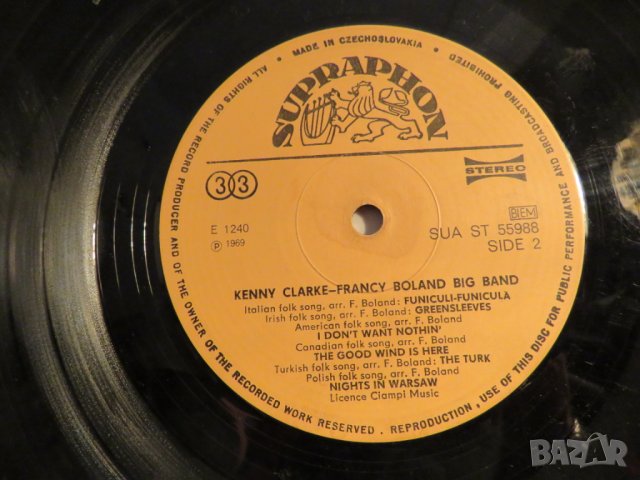 MADE IN CZECHOSLOVAKIA
ALL RIGHTS OF THE RECORD PRODUCER AND OF THE OWNER OF THE RECORDED WORK RESERVED . REPRODUCTION, USE OF THIS DISC FOR PUBLIC PERFORMANCE AND BROADCASTING PROHIBITED
SUPRAPHON
33
STEREO
E 1240
℗ 1969
BIEM
SUA ST 55988
SIDE 2
KENNY CLARKE–FRANCY BOLAND BIG BAND
Italian folk song, arr. F. Boland: FUNICULI-FUNICULÀ
Irish folk song, arr. F. Boland: GREENSLEEVES
American folk song, arr. F. Boland
I DON'T WANT NOTHIN'
Canadian folk song, arr. F. Boland
THE GOOD WIND IS HERE
Turkish folk song, arr. F. Boland: THE TURK
Polish folk song, arr. F. Boland
NIGHTS IN WARSAW
Licence Ciampi Music
BAZAR